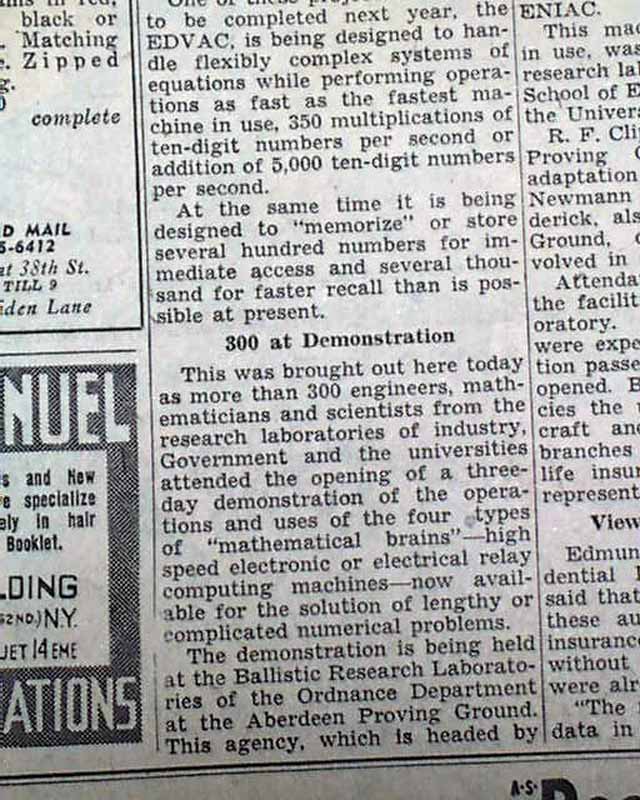 black or
Matching
Zipped
complete
D MAIL
5-6412
at 38th St.
TILL 9
iden Lane
NUEL
s and New
e specialize
ely in hair
Booklet.
LDING
N.Y.
JET 14 EME
ATIONS
to be completed next year, the
EDVAC, is being designed to han-
dle flexibly complex systems of
equations while performing opera-
tions as fast as the fastest ma-
chine in use, 350 multiplications of
ten-digit numbers per second or
addition of 5,000 ten-digit numbers
per second.
At the same time it is being
designed to "memorize" or store
several hundred numbers for im-
mediate access and several thou-
sand for faster recall than is pos-
sible at present.
300 at Demonstration
This was brought out here today
as more than 300 engineers, math-
ematicians and scientists from the
research laboratories of industry,
Government and the universities
attended the opening of a three-
day demonstration of the opera-
tions and uses of the four types
of "mathematical brains"—high
speed electronic or electrical relay
computing machines—now avail-
able for the solution of lengthy or
complicated numerical problems.
The demonstration is being held
at the Ballistic Research Laborato-
ries of the Ordnance Department
at the Aberdeen Proving Ground.
This agency, which is headed by
ENIAC.
This mac
in use, was
research lab
School of E
the Univers
R. F. Cli
Proving G
adaptation
Newmann
derick, als
Ground, c
volved in
Attenda
the facilit
oratory.
were expe
tion passe
opened. E
cies the
craft and
branches
life insu
represent
View
Edmun
dential I
said that
these au
insurance
without
were alr
"The
data in
A·S·